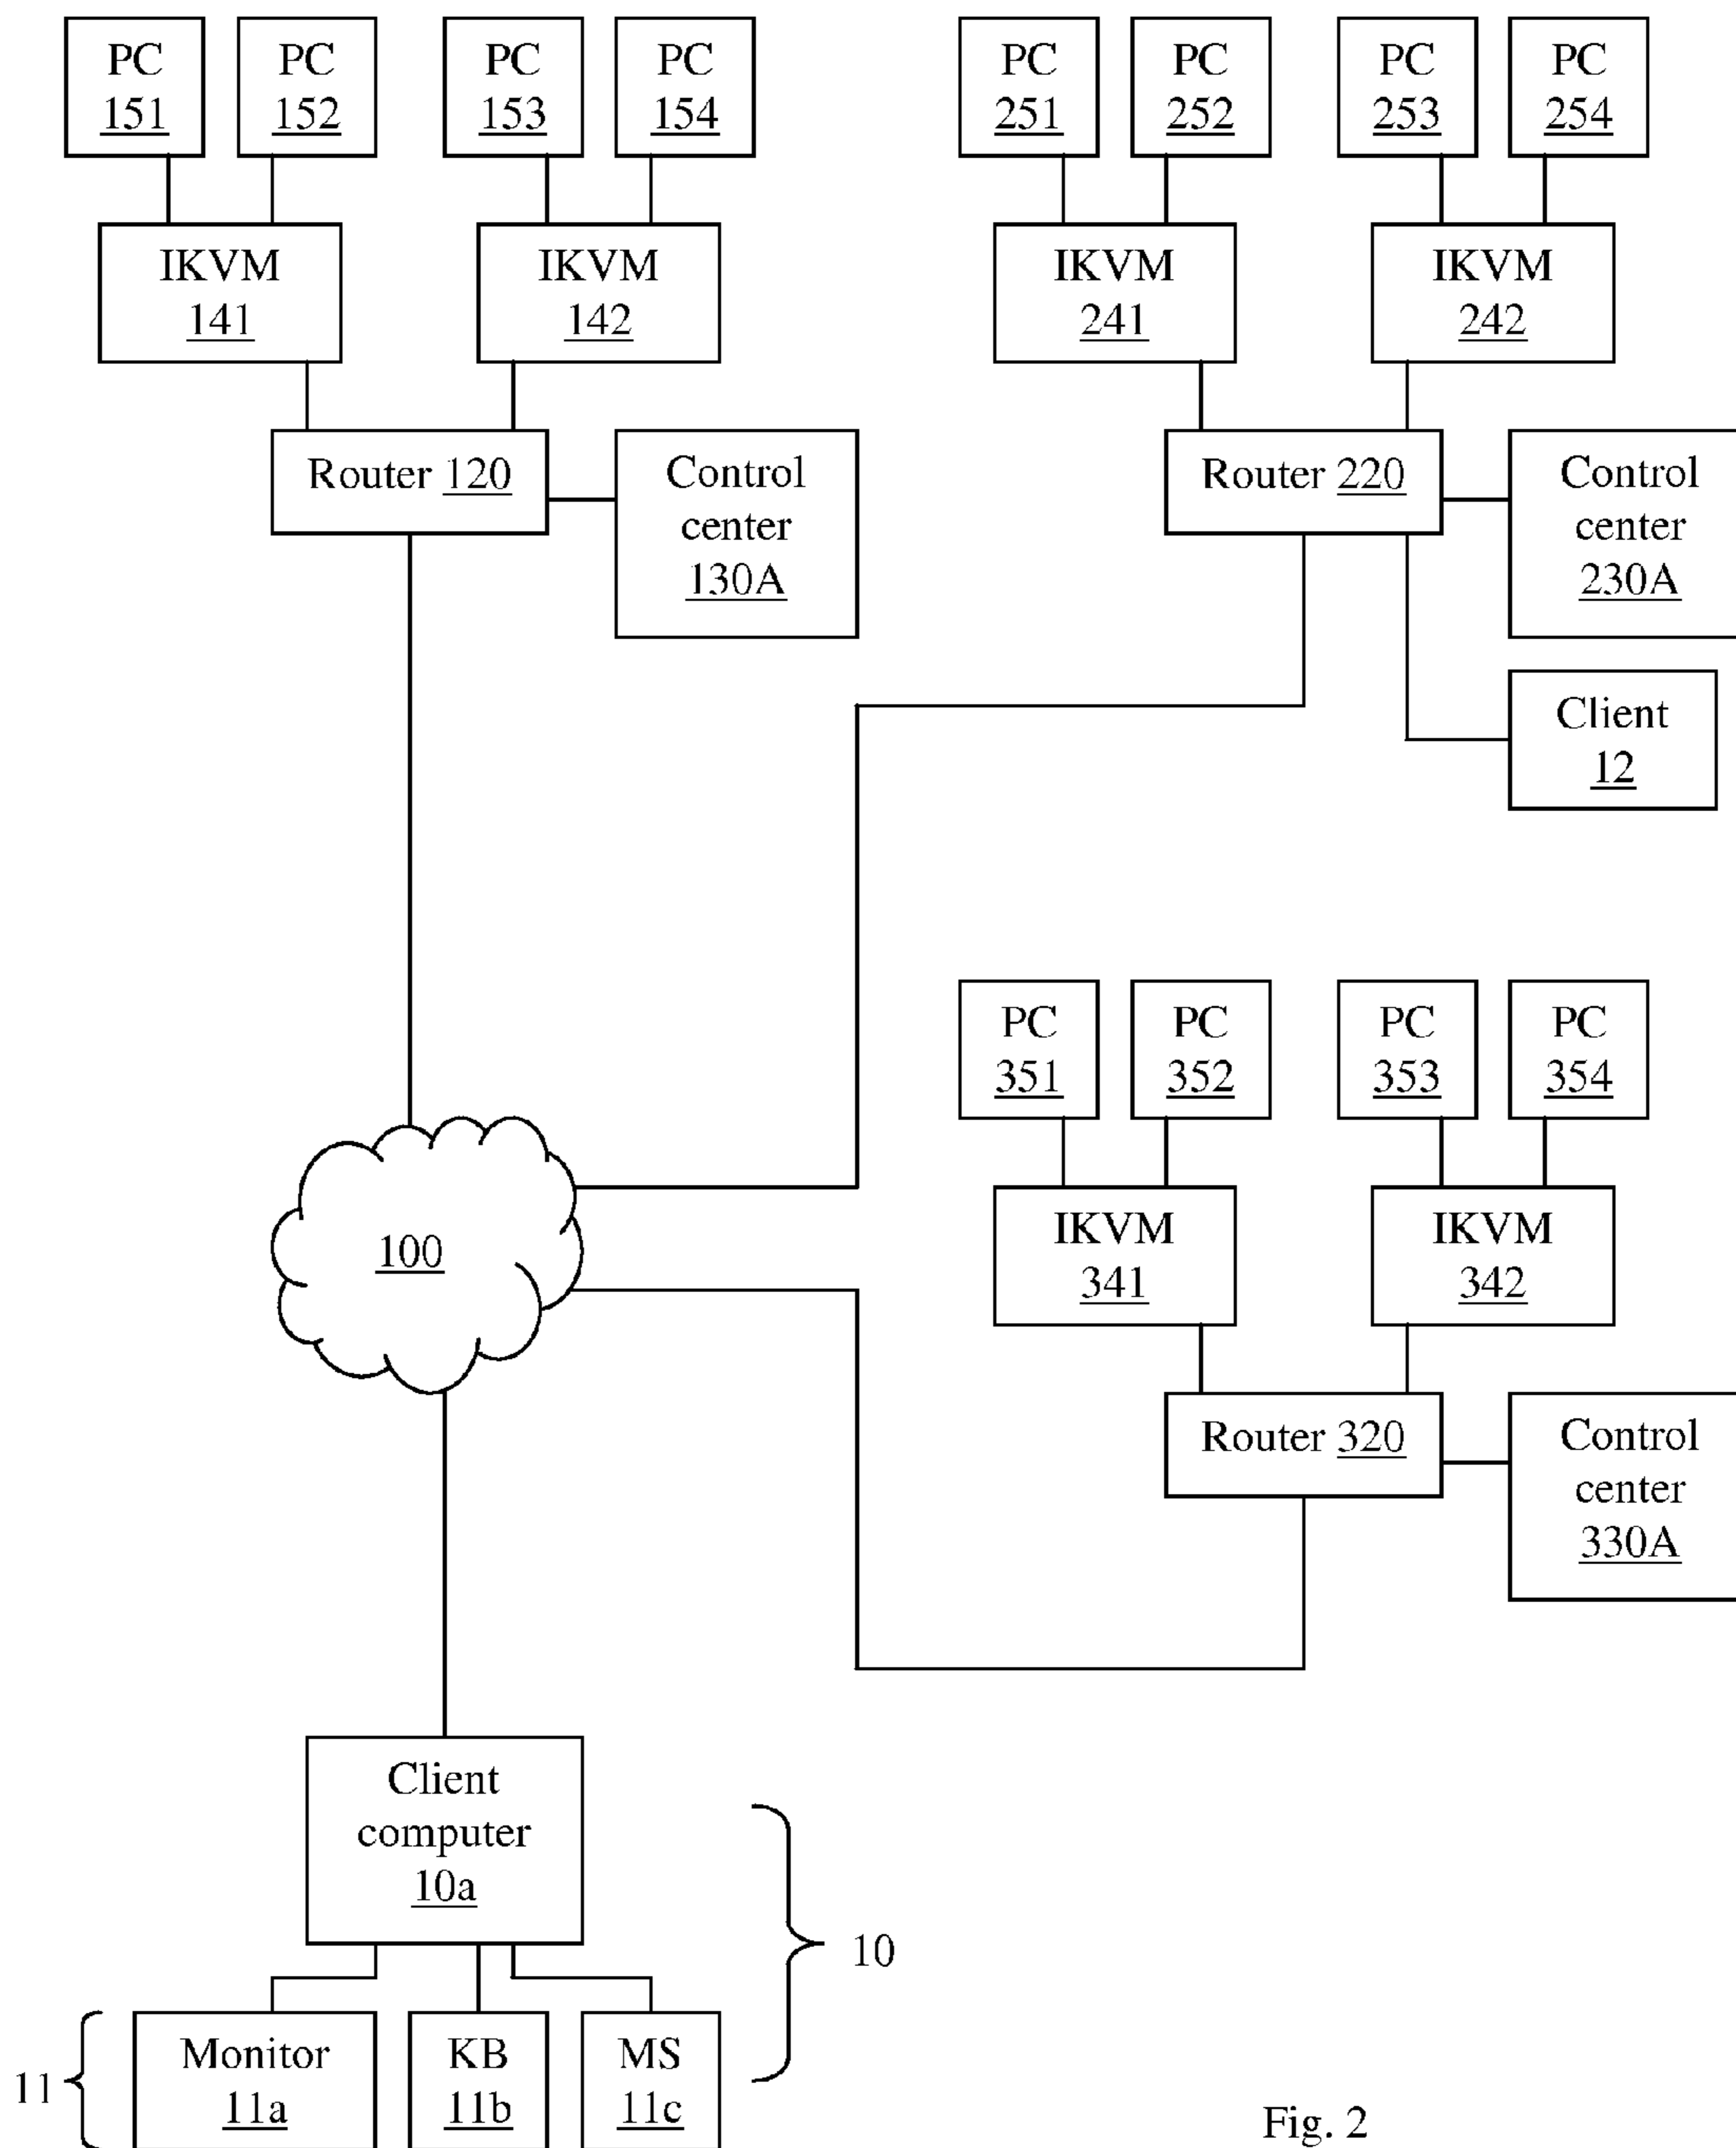 PC
151
PC
152
PC
153
PC
154
PC
251
PC
252
PC
253
PC
254
IKVM
141
IKVM
142
IKVM
241
IKVM
242
Router 120
Control
center
130A
Router 220
Control
center
230A
Client
12
PC
351
PC
352
PC
353
PC
354
100
IKVM
341
IKVM
342
Router 320
Control
center
330A
Client
computer
10a
10
11
Monitor
11a
KB
11b
MS
11c
Fig. 2